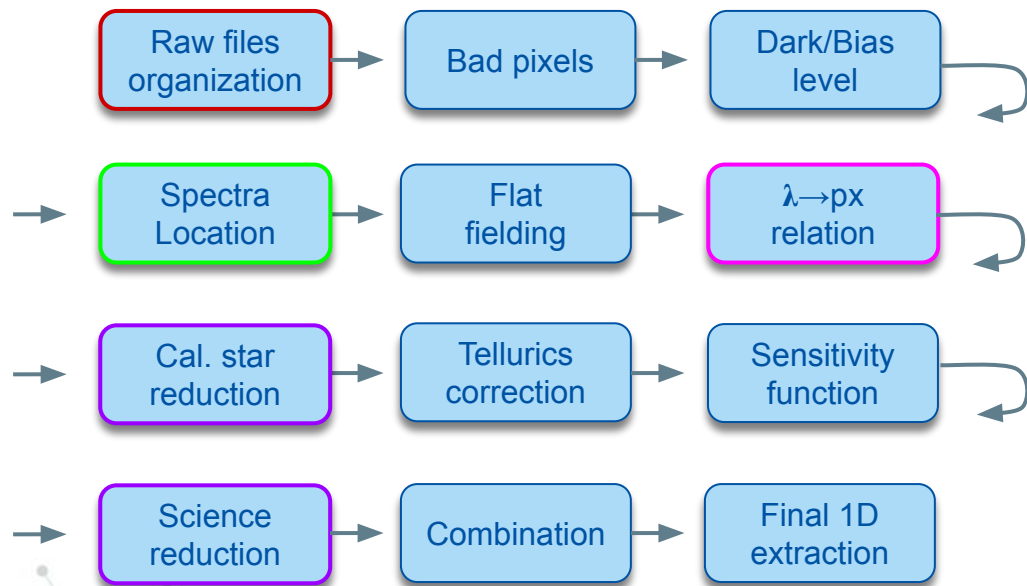 Raw files
organization
Bad pixels
Dark/Bias
level
Spectra
Location
Flat
fielding
λ→px
relation
Cal. star
reduction
Tellurics
correction
Sensitivity
function
Science
reduction
Combination
Final 1D
extraction